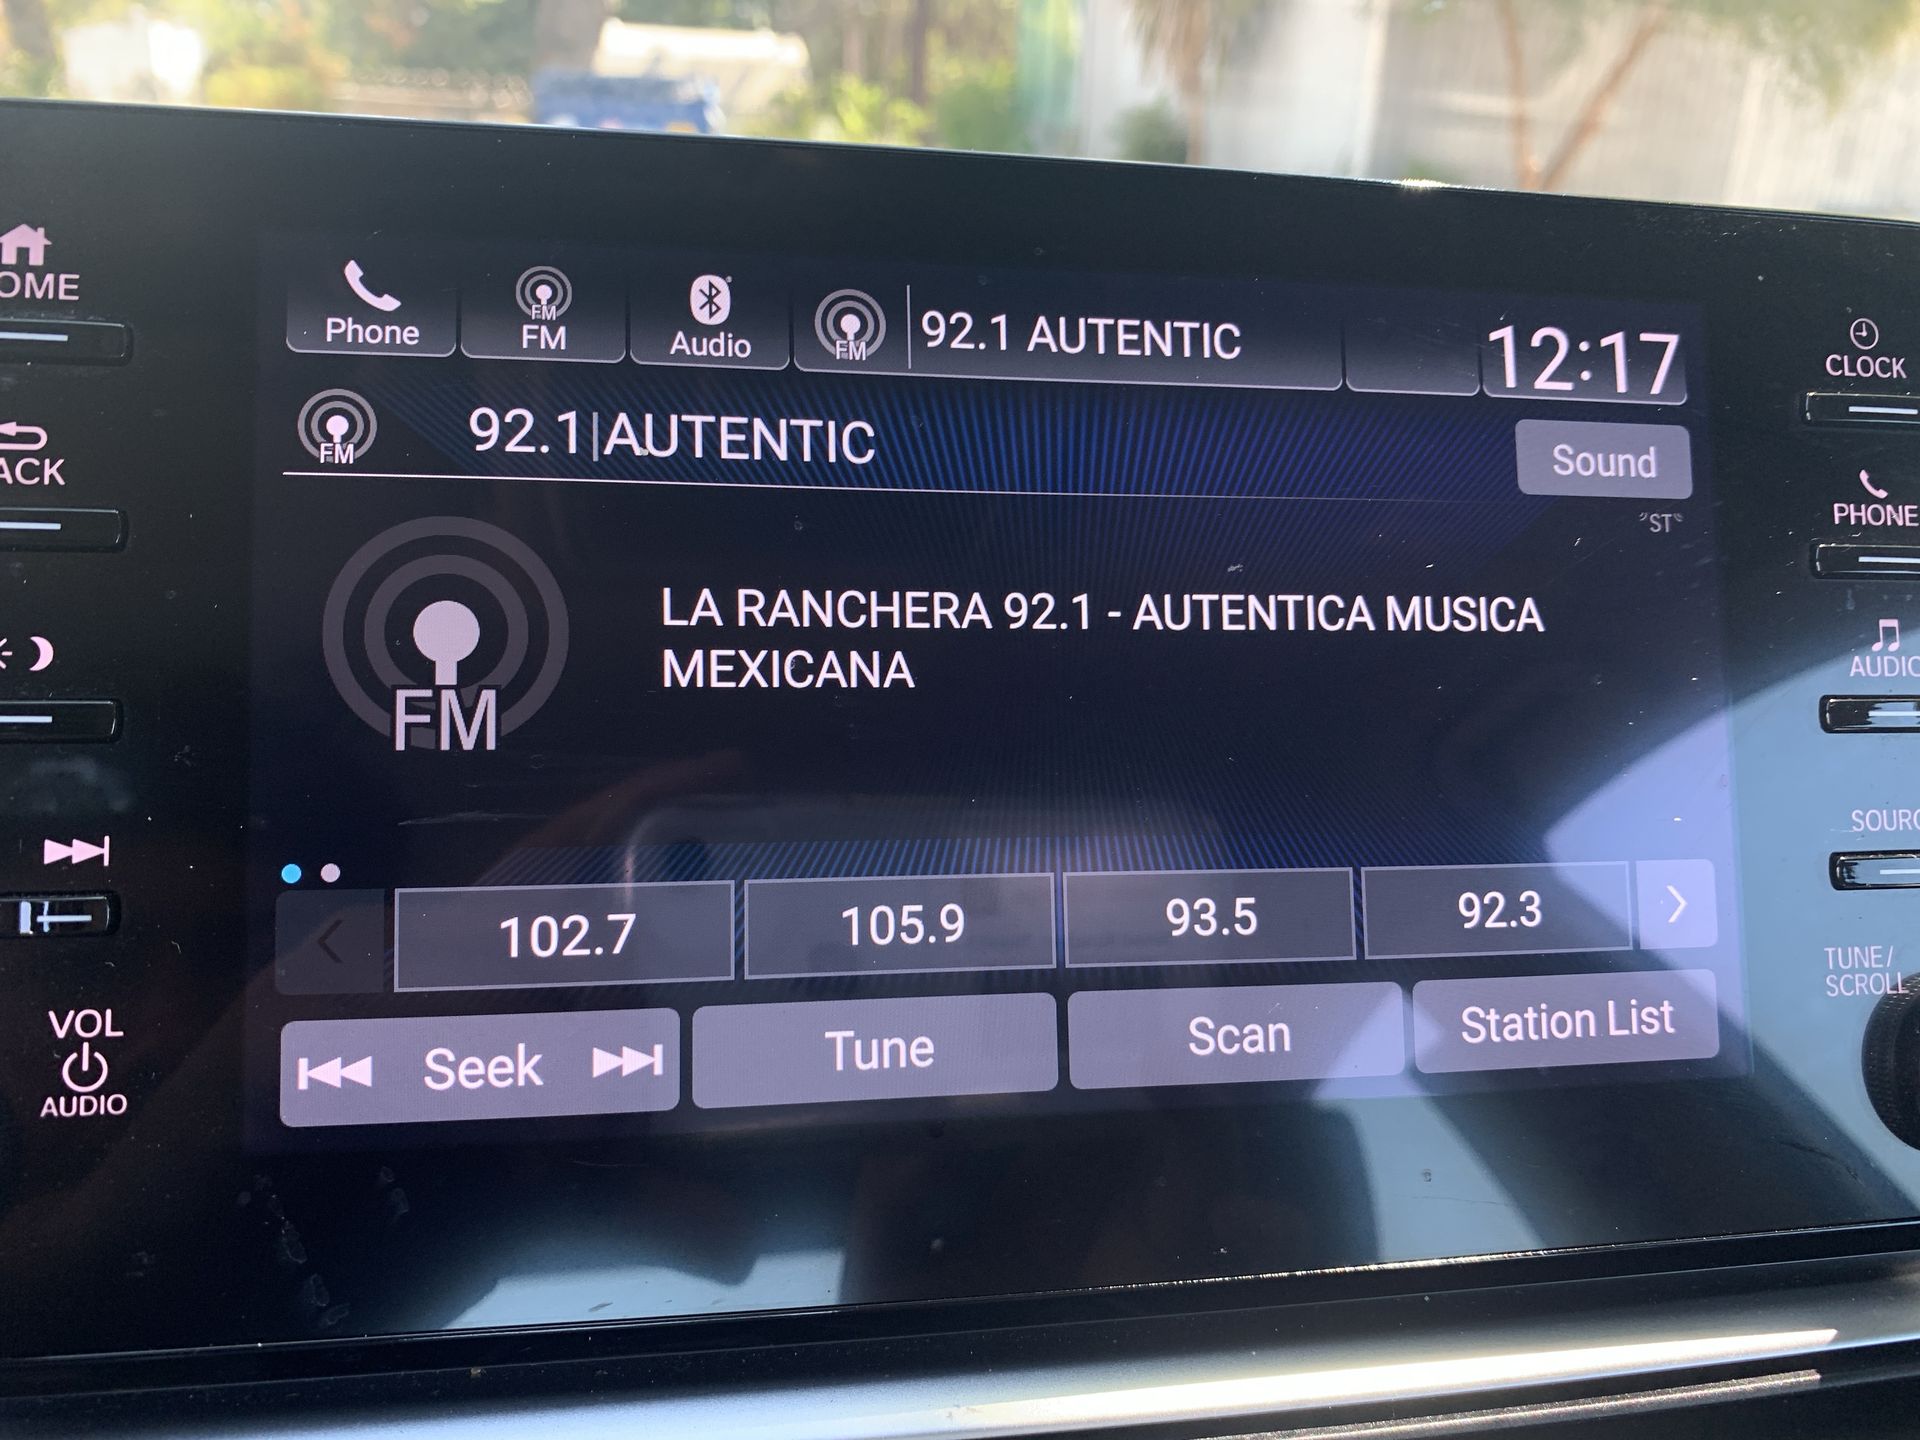 Phone
FM
FM
Audio
FM
92.1 AUTENTIC
12:17
FM
92.1|AUTENTIC
Sound
ST
FM
LA RANCHERA 92.1 - AUTENTICA MUSICA
MEXICANA
102.7
105.9
93.5
92.3
Seek
Tune
Scan
Station List
OME
ACK
VOL
AUDIO
CLOCK
PHONE
AUDIO
SOURC
TUNE/
SCROLL